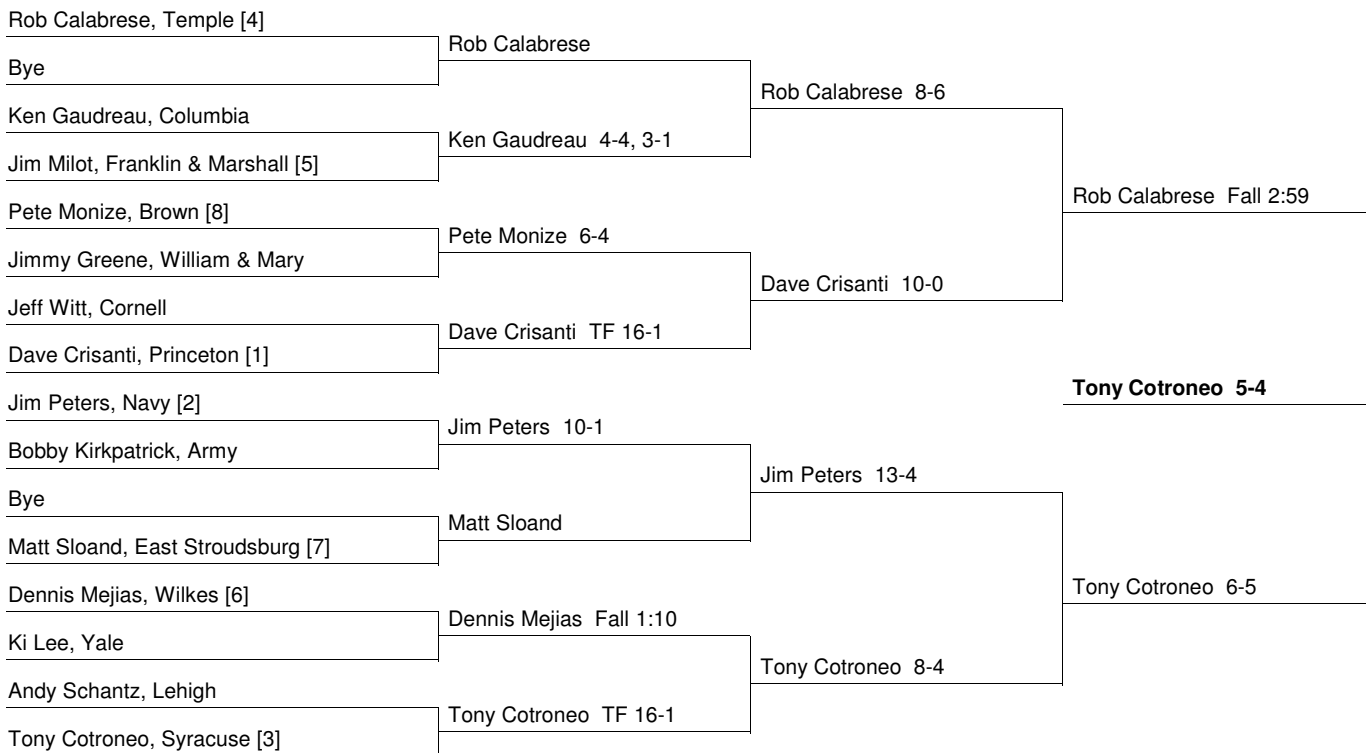 Rob Calabrese, Temple [4]
Bye
Ken Gaudreau, Columbia
Jim Milot, Franklin & Marshall [5]
Pete Monize, Brown [8]
Jimmy Greene, William & Mary
Jeff Witt, Cornell
Dave Crisanti, Princeton [1]
Jim Peters, Navy [2]
Bobby Kirkpatrick, Army
Bye
Matt Sloand, East Stroudsburg [7]
Dennis Mejias, Wilkes [6]
Ki Lee, Yale
Andy Schantz, Lehigh
Tony Cotroneo, Syracuse [3]
Rob Calabrese
Ken Gaudreau 4-4, 3-1
Pete Monize 6-4
Dave Crisanti TF 16-1
Jim Peters 10-1
Matt Sloand
Dennis Mejias Fall 1:10
Tony Cotroneo TF 16-1
Rob Calabrese 8-6
Dave Crisanti 10-0
Jim Peters 13-4
Tony Cotroneo 8-4
Rob Calabrese Fall 2:59
Tony Cotroneo 5-4
Tony Cotroneo 6-5